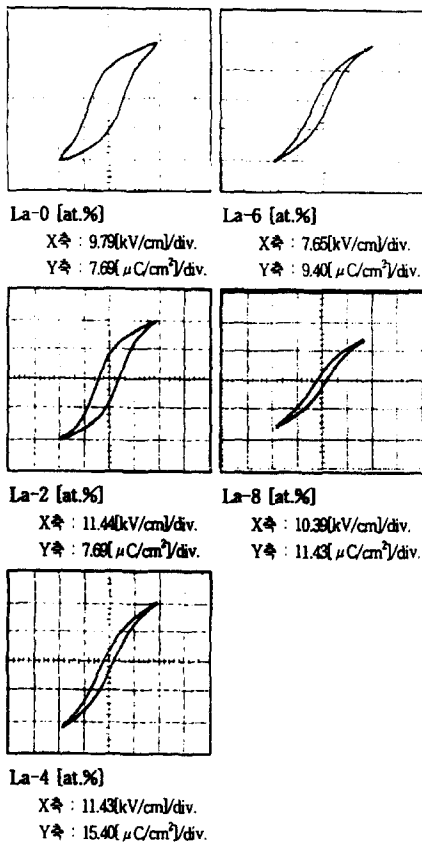 La-0 [at.%]
X축 : 9.79[kV/cm]/div.
Y축 : 7.69[μC/cm²]/div.
La-6 [at.%]
X축 : 7.65[kV/cm]/div.
Y축 : 9.40[μC/cm²]/div.
La-2 [at.%]
X축 : 11.44[kV/cm]/div.
Y축 : 7.69[μC/cm²]/div.
La-8 [at.%]
X축 : 10.39[kV/cm]/div.
Y축 : 11.43[μC/cm²]/div.
La-4 [at.%]
X축 : 11.43[kV/cm]/div.
Y축 : 15.40[μC/cm²]/div.